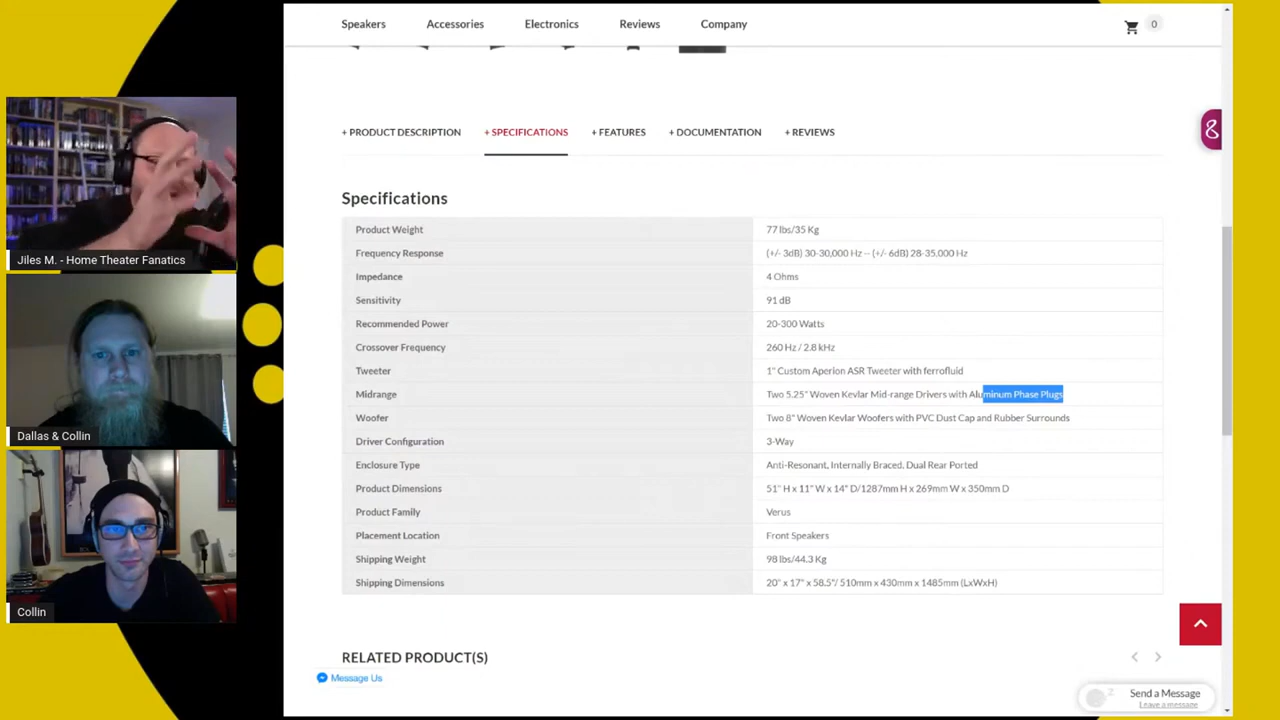 Speakers Accessories Electronics Reviews Company 0
+ PRODUCT DESCRIPTION + SPECIFICATIONS + FEATURES + DOCUMENTATION + REVIEWS
Specifications
Product Weight 77 lbs/35 Kg
Frequency Response (+/- 3dB) 30-30,000 Hz -- (+/- 6dB) 28-35,000 Hz
Impedance 4 Ohms
Sensitivity 91 dB
Recommended Power 20-300 Watts
Crossover Frequency 260 Hz / 2.8 kHz
Tweeter 1" Custom Aperion ASR Tweeter with ferrofluid
Midrange Two 5.25" Woven Kevlar Mid-range Drivers with Aluminum Phase Plugs
Woofer Two 8" Woven Kevlar Woofers with PVC Dust Cap and Rubber Surrounds
Driver Configuration 3-Way
Enclosure Type Anti-Resonant, Internally Braced, Dual Rear Ported
Product Dimensions 51" H x 11" W x 14" D/1287mm H x 269mm W x 350mm D
Product Family Verus
Placement Location Front Speakers
Shipping Weight 98 lbs/44.3 Kg
Shipping Dimensions 20" x 17" x 58.5"/ 510mm x 430mm x 1485mm (LxWxH)
RELATED PRODUCT(S)
Message Us
Send a Message
Leave a message
Jiles M. - Home Theater Fanatics
Dallas & Collin
Collin